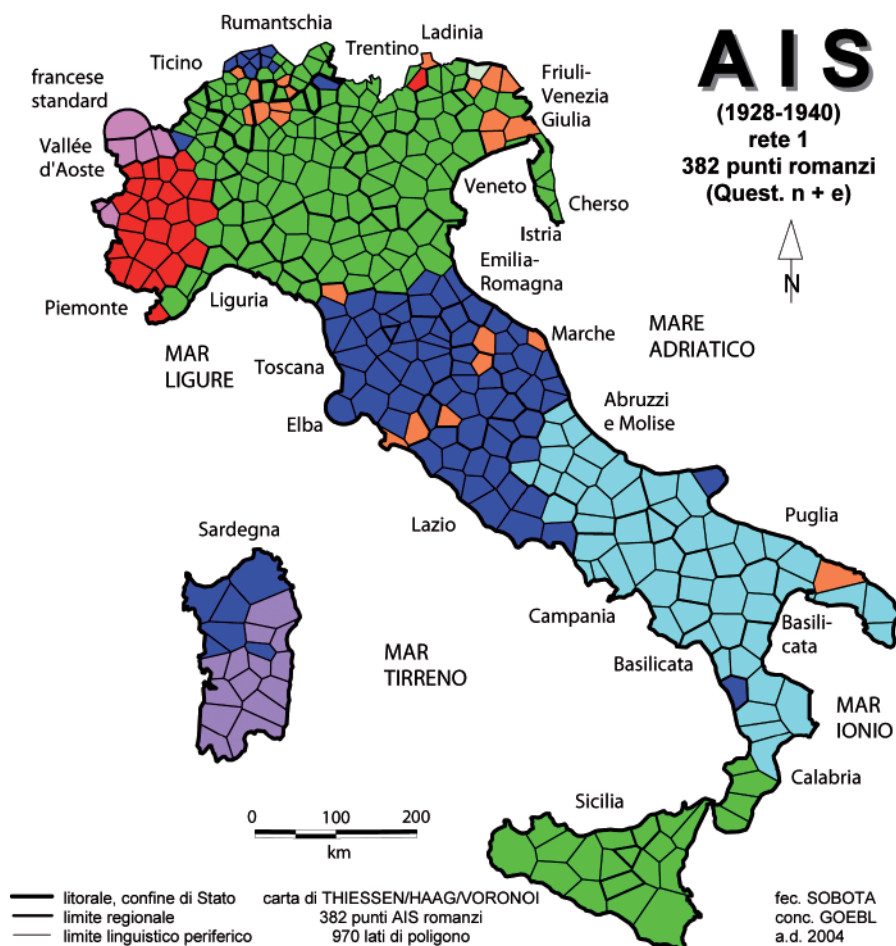 Rumantschia
Ladinia
Trentino
Ticino
francese
standard
Vallée
d'Aoste
Friuli-
Venezia
Giulia
A I S
(1928-1940)
rete 1
382 punti romanzi
(Quest. n + e)
N
Veneto
Cherso
Istria
Emilia-
Romagna
Piemonte
Liguria
MAR
LIGURE
Marche
MARE
ADRIATICO
Toscana
Elba
Abruzzi
e Molise
Lazio
Puglia
Sardegna
Campania
Basili-
cata
Basilicata
MAR
TIRRENO
MAR
IONIO
Calabria
Sicilia
0 100 200
km
litorale, confine di Stato
limite regionale
limite linguistico periferico
carta di THIESSEN/HAAG/VORONOI
382 punti AIS romanzi
970 lati di poligono
fec. SOBOTA
conc. GOEBL
a.d. 2004